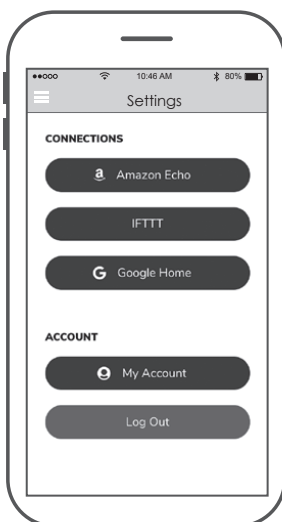 10:46 AM
80%
Settings
CONNECTIONS
Amazon Echo
IFTTT
Google Home
ACCOUNT
My Account
Log Out